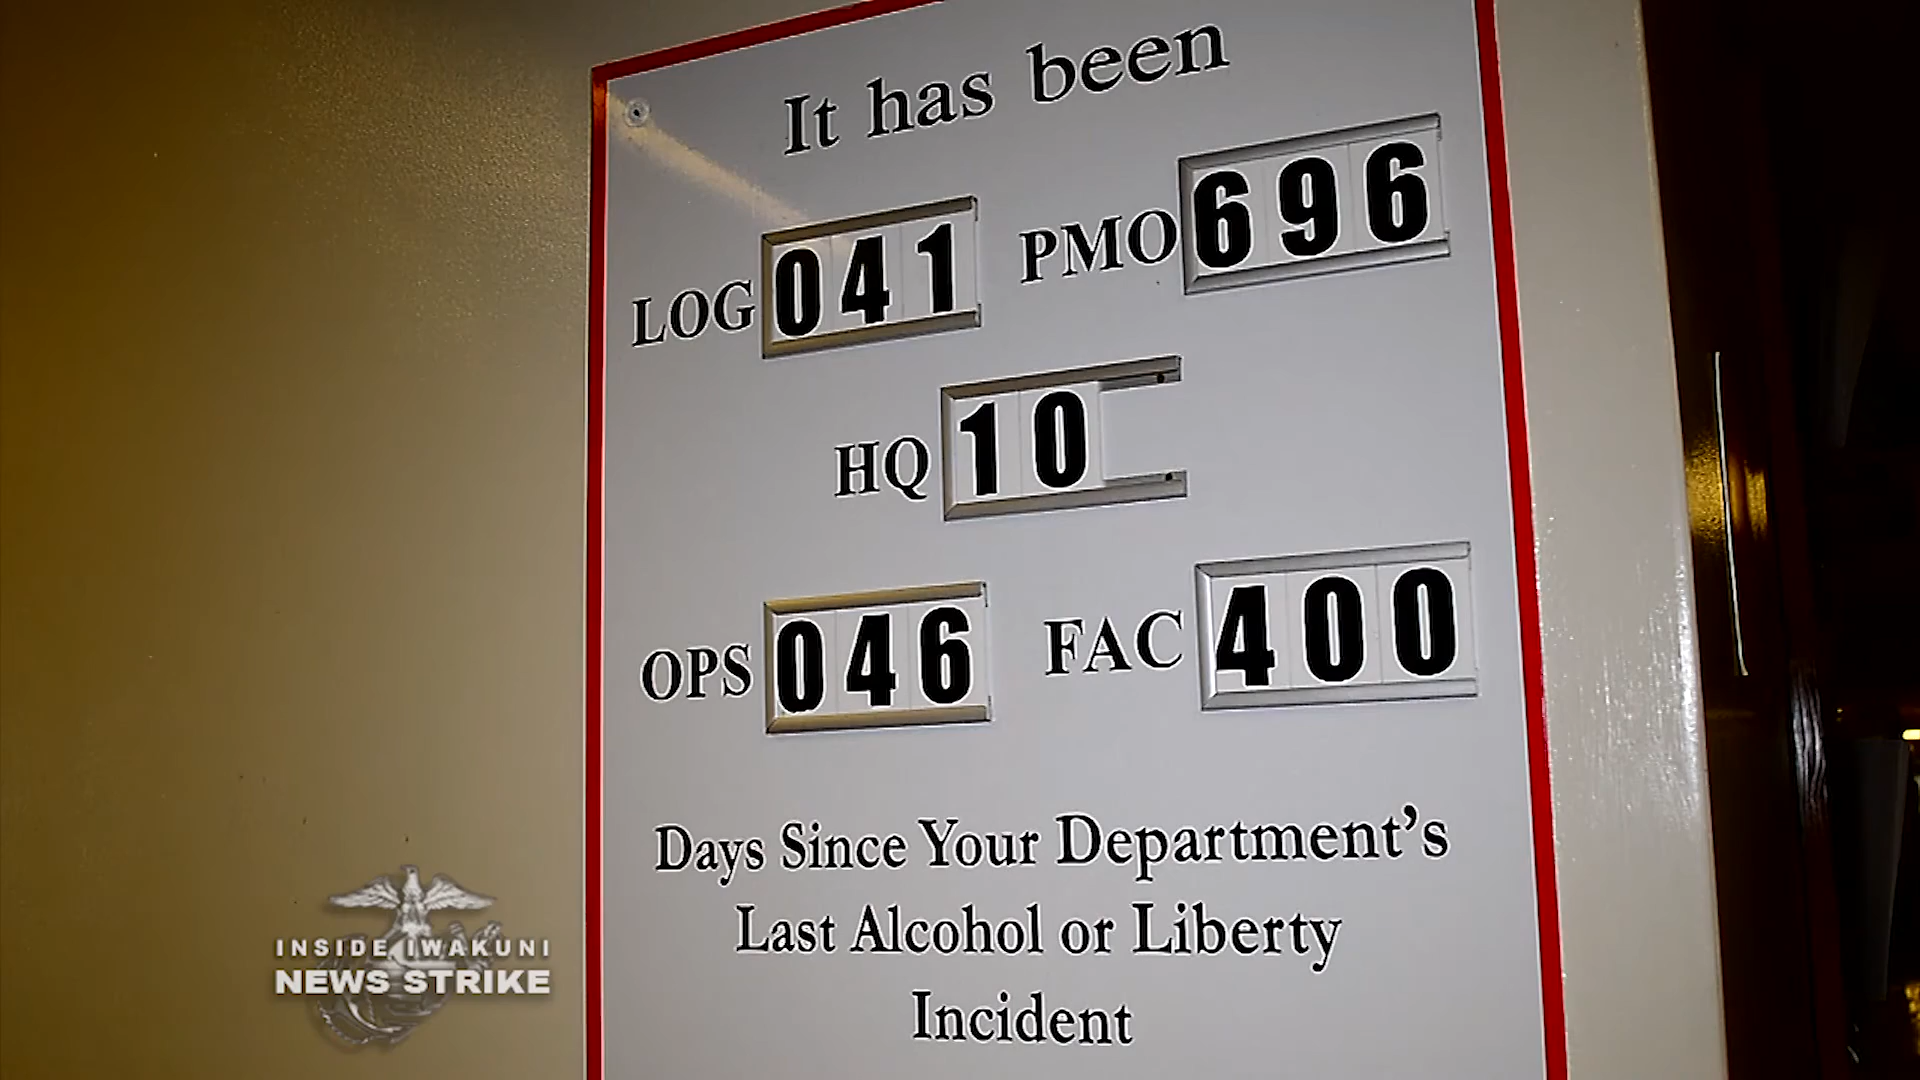 It has been
LOG 041 PMO 696
HQ 10
OPS 046 FAC 400
Days Since Your Department's
Last Alcohol or Liberty
Incident
INSIDE IWAKUNI
NEWS STRIKE